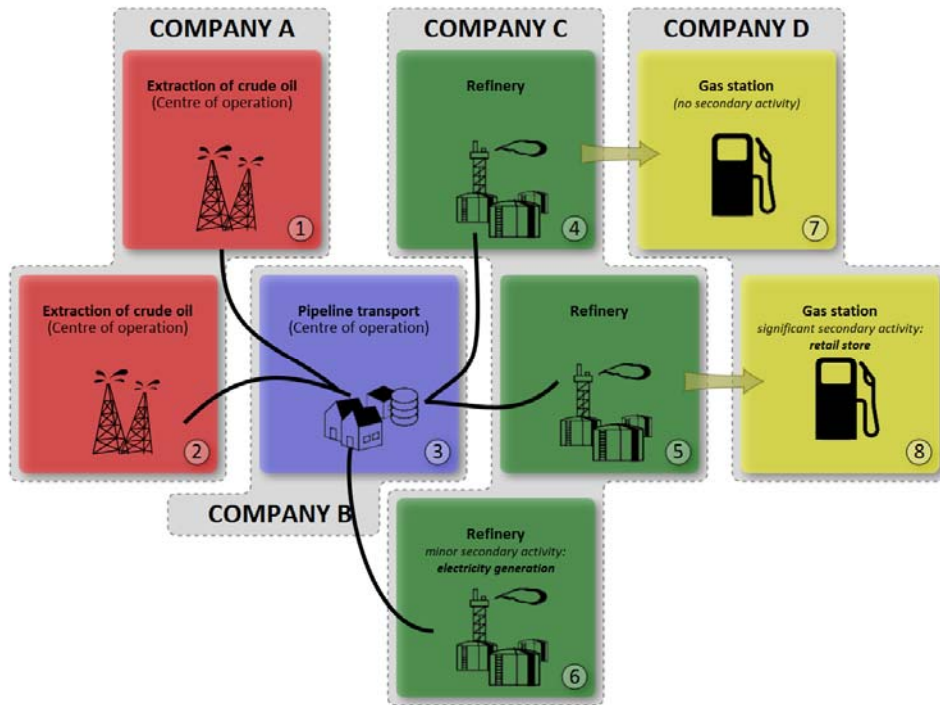 COMPANY A
COMPANY C
COMPANY D
Extraction of crude oil
(Centre of operation)
1
Refinery
4
Gas station
(no secondary activity)
7
Extraction of crude oil
(Centre of operation)
2
Pipeline transport
(Centre of operation)
3
Refinery
5
Gas station
significant secondary activity:
retail store
8
COMPANY B
Refinery
minor secondary activity:
electricity generation
6